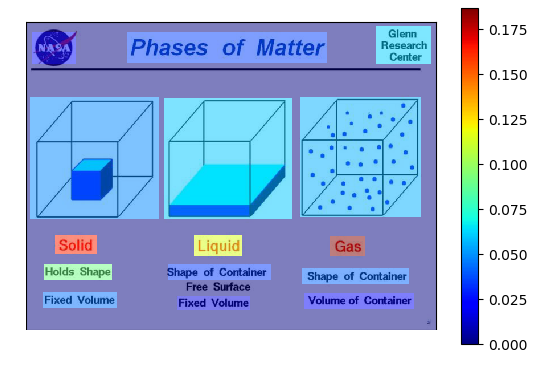 NASA
Phases of Matter
Glenn
Research
Center
Solid
Liquid
Gas
Holds Shape
Fixed Volume
Shape of Container
Free Surface
Fixed Volume
Shape of Container
Volume of Container
0.175
0.150
0.125
0.100
0.075
0.050
0.025
0.000